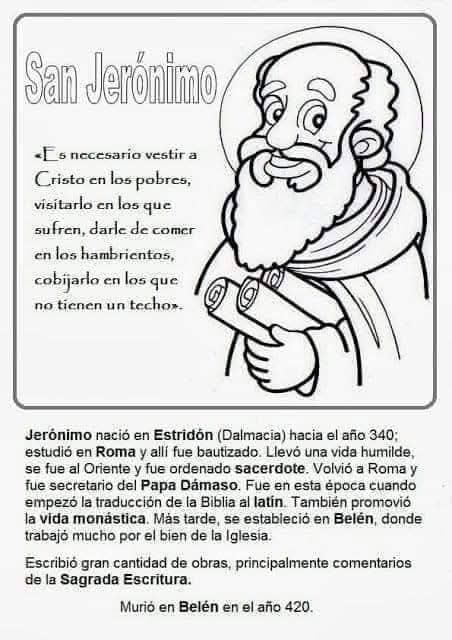 San Jerónimo
«Es necesario vestir a
Cristo en los pobres,
visitarlo en los que
sufren, darle de comer
en los hambrientos,
cobijarlo en los que
no tienen un techo».
Jerónimo nació en Estridón (Dalmacia) hacia el año 340;
estudió en Roma y allí fue bautizado. Llevó una vida humilde,
se fue al Oriente y fue ordenado sacerdote. Volvió a Roma y
fue secretario del Papa Dámaso. Fue en esta época cuando
empezó la traducción de la Biblia al latín. También promovió
la vida monástica. Más tarde, se estableció en Belén, donde
trabajó mucho por el bien de la Iglesia.
Escribió gran cantidad de obras, principalmente comentarios
de la Sagrada Escritura.
Murió en Belén en el año 420.